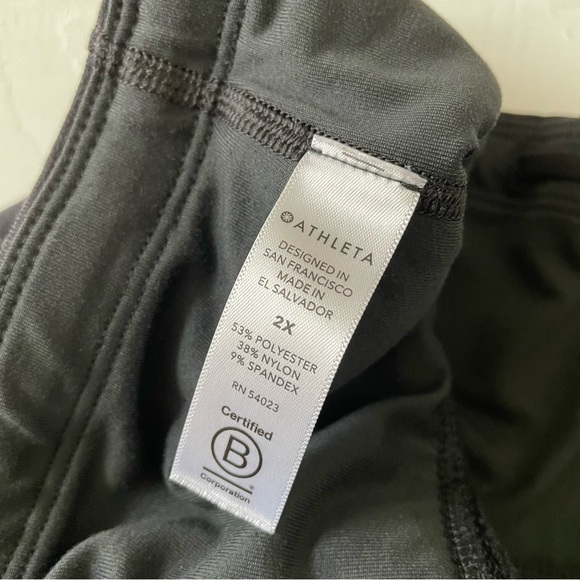 ATHLETA
DESIGNED IN
SAN FRANCISCO
MADE IN
EL SALVADOR
2X
53% POLYESTER
38% NYLON
9% SPANDEX
RN 54023
Certified
B
®
Corporation